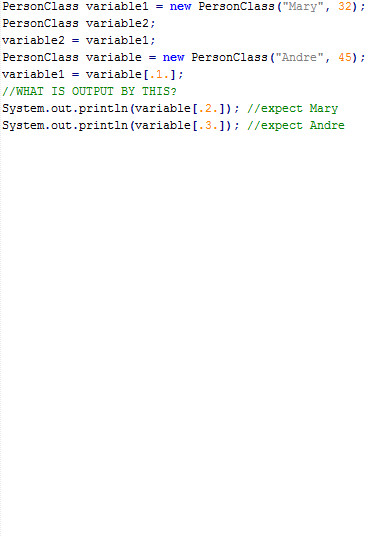 PersonClass variable1 = new PersonClass("Mary", 32);
PersonClass variable2;
variable2 = variable1;
PersonClass variable = new PersonClass("Andre", 45);
variable1 = variable[.1.];
//WHAT IS OUTPUT BY THIS?
System.out.println(variable[.2.]); //expect Mary
System.out.println(variable[.3.]); //expect Andre